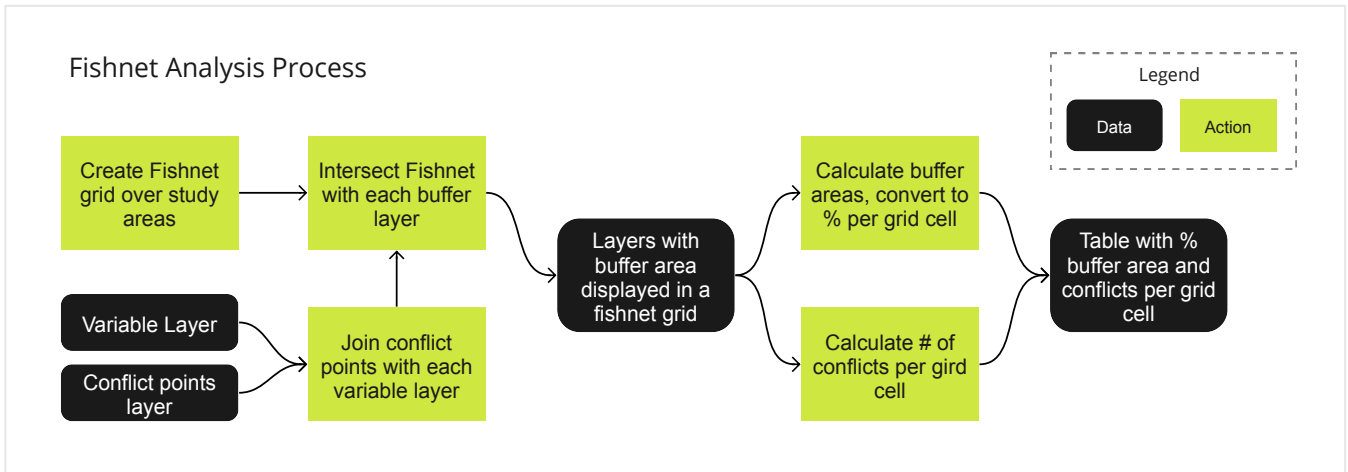 Fishnet Analysis Process
Legend
Data
Action
Create Fishnet
grid over study
areas
Intersect Fishnet
with each buffer
layer
Variable Layer
Conflict points
layer
Join conflict
points with each
variable layer
Layers with
buffer area
displayed in a
fishnet grid
Calculate buffer
areas, convert to
% per grid cell
Calculate # of
conflicts per gird
cell
Table with %
buffer area and
conflicts per grid
cell